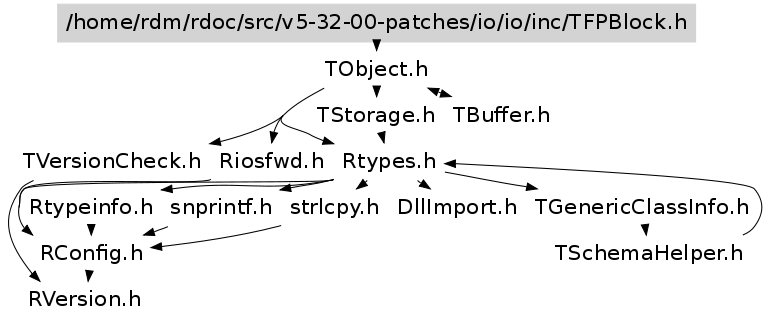 /home/rdm/rdoc/src/v5-32-00-patches/io/io/inc/TFPBlock.h
TObject.h
TStorage.h TBuffer.h
TVersionCheck.h Riosfwd.h Rtypes.h
Rtypeinfo.h snprintf.h strlcpy.h DllImport.h TGenericClassInfo.h
RConfig.h TSchemaHelper.h
RVersion.h